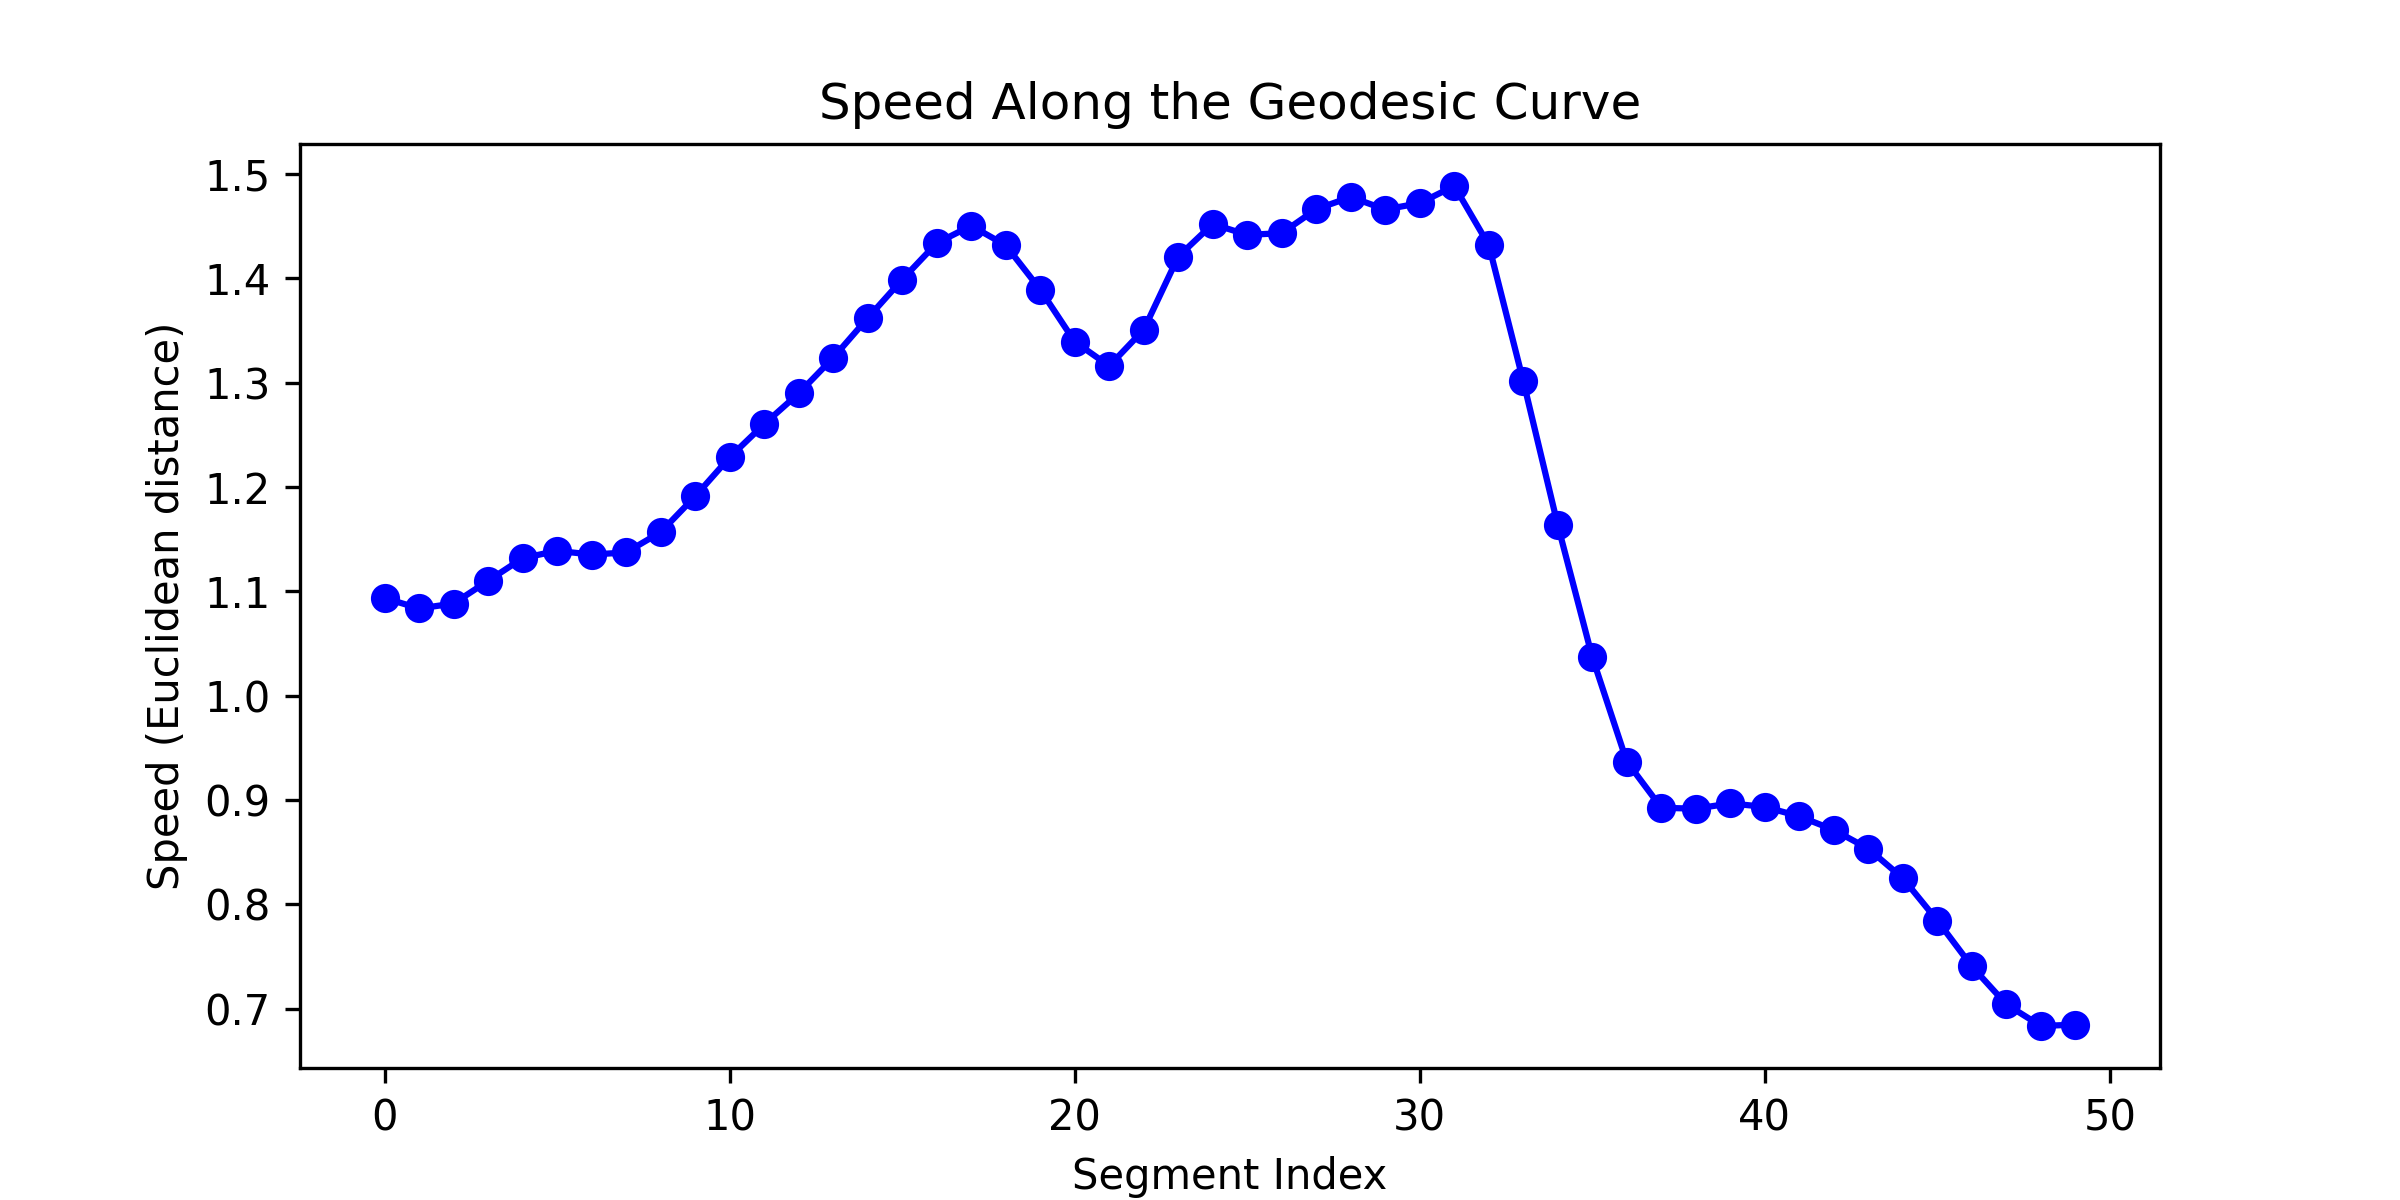 Speed Along the Geodesic Curve
1.5
1.4
1.3
1.2
1.1
1.0
0.9
0.8
0.7
Speed (Euclidean distance)
0 10 20 30 40 50
Segment Index